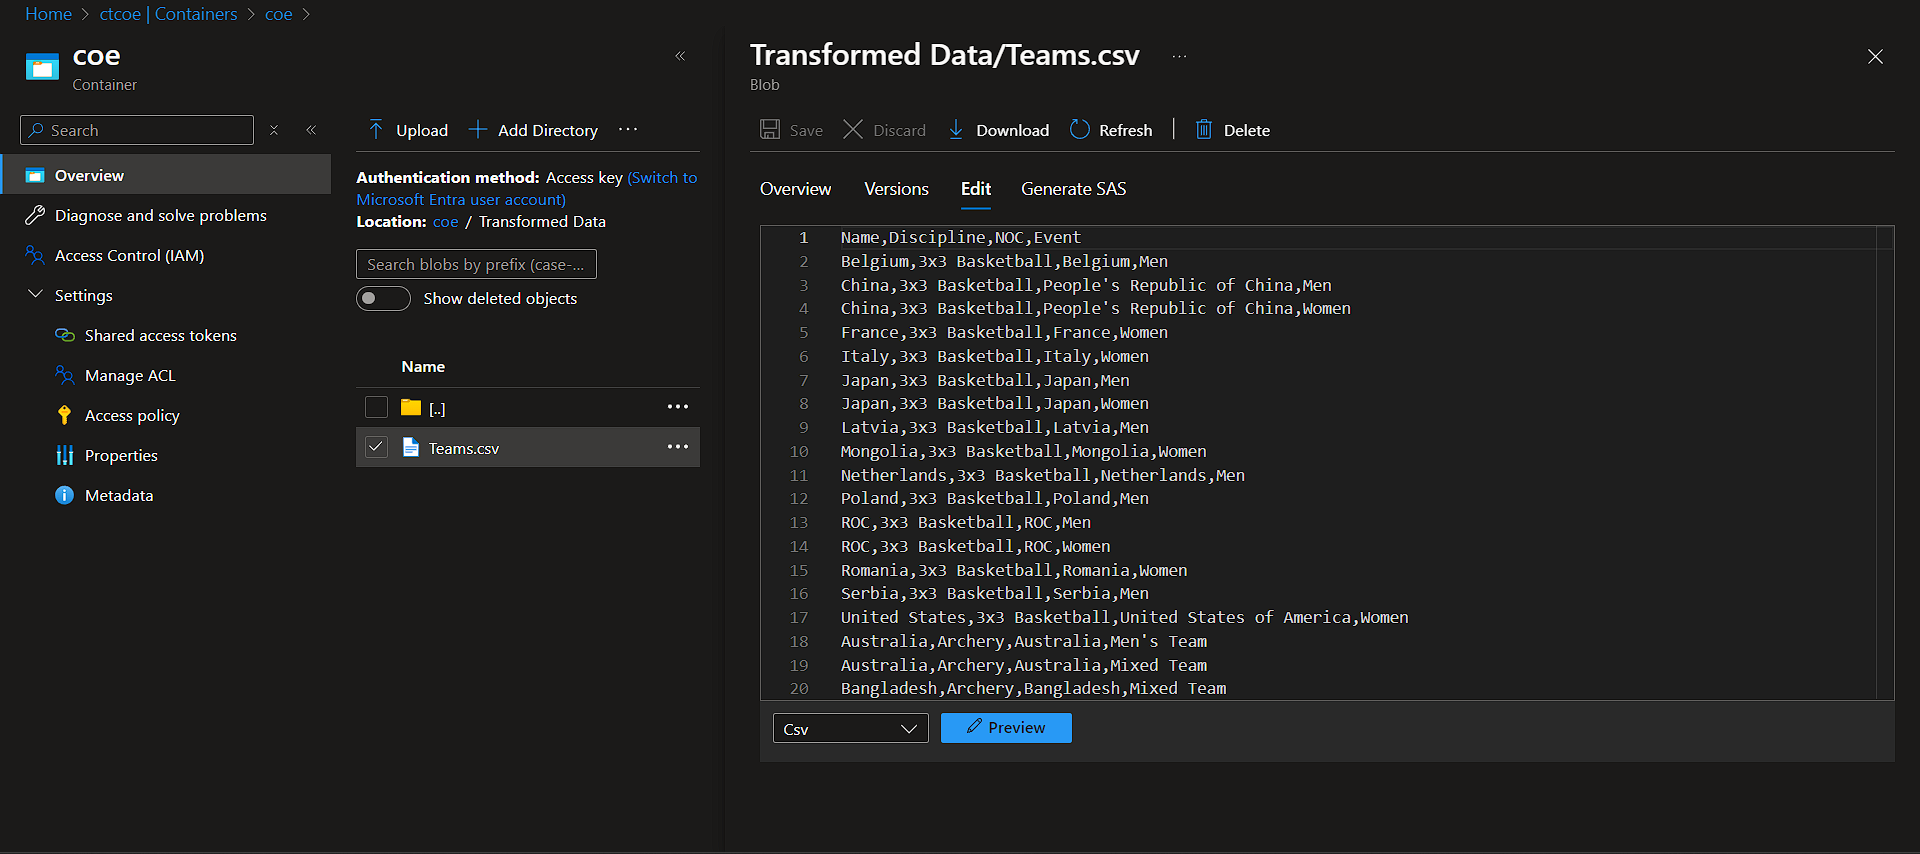 Home > ctcoe | Containers > coe >
coe
Container
Search
Overview
Diagnose and solve problems
Access Control (IAM)
Settings
Shared access tokens
Manage ACL
Access policy
Properties
Metadata
Upload
Add Directory
Authentication method: Access key (Switch to
Microsoft Entra user account)
Location: coe / Transformed Data
Search blobs by prefix (case-...
Show deleted objects
Name
[..]
Teams.csv
Transformed Data/Teams.csv
Blob
Save Discard Download Refresh Delete
Overview Versions Edit Generate SAS
1 Name,Discipline,NOC,Event
2 Belgium,3x3 Basketball,Belgium,Men
3 China,3x3 Basketball,People's Republic of China,Men
4 China,3x3 Basketball,People's Republic of China,Women
5 France,3x3 Basketball,France,Women
6 Italy,3x3 Basketball,Italy,Women
7 Japan,3x3 Basketball,Japan,Men
8 Japan,3x3 Basketball,Japan,Women
9 Latvia,3x3 Basketball,Latvia,Men
10 Mongolia,3x3 Basketball,Mongolia,Women
11 Netherlands,3x3 Basketball,Netherlands,Men
12 Poland,3x3 Basketball,Poland,Men
13 ROC,3x3 Basketball,ROC,Men
14 ROC,3x3 Basketball,ROC,Women
15 Romania,3x3 Basketball,Romania,Women
16 Serbia,3x3 Basketball,Serbia,Men
17 United States,3x3 Basketball,United States of America,Women
18 Australia,Archery,Australia,Men's Team
19 Australia,Archery,Australia,Mixed Team
20 Bangladesh,Archery,Bangladesh,Mixed Team
Csv
Preview